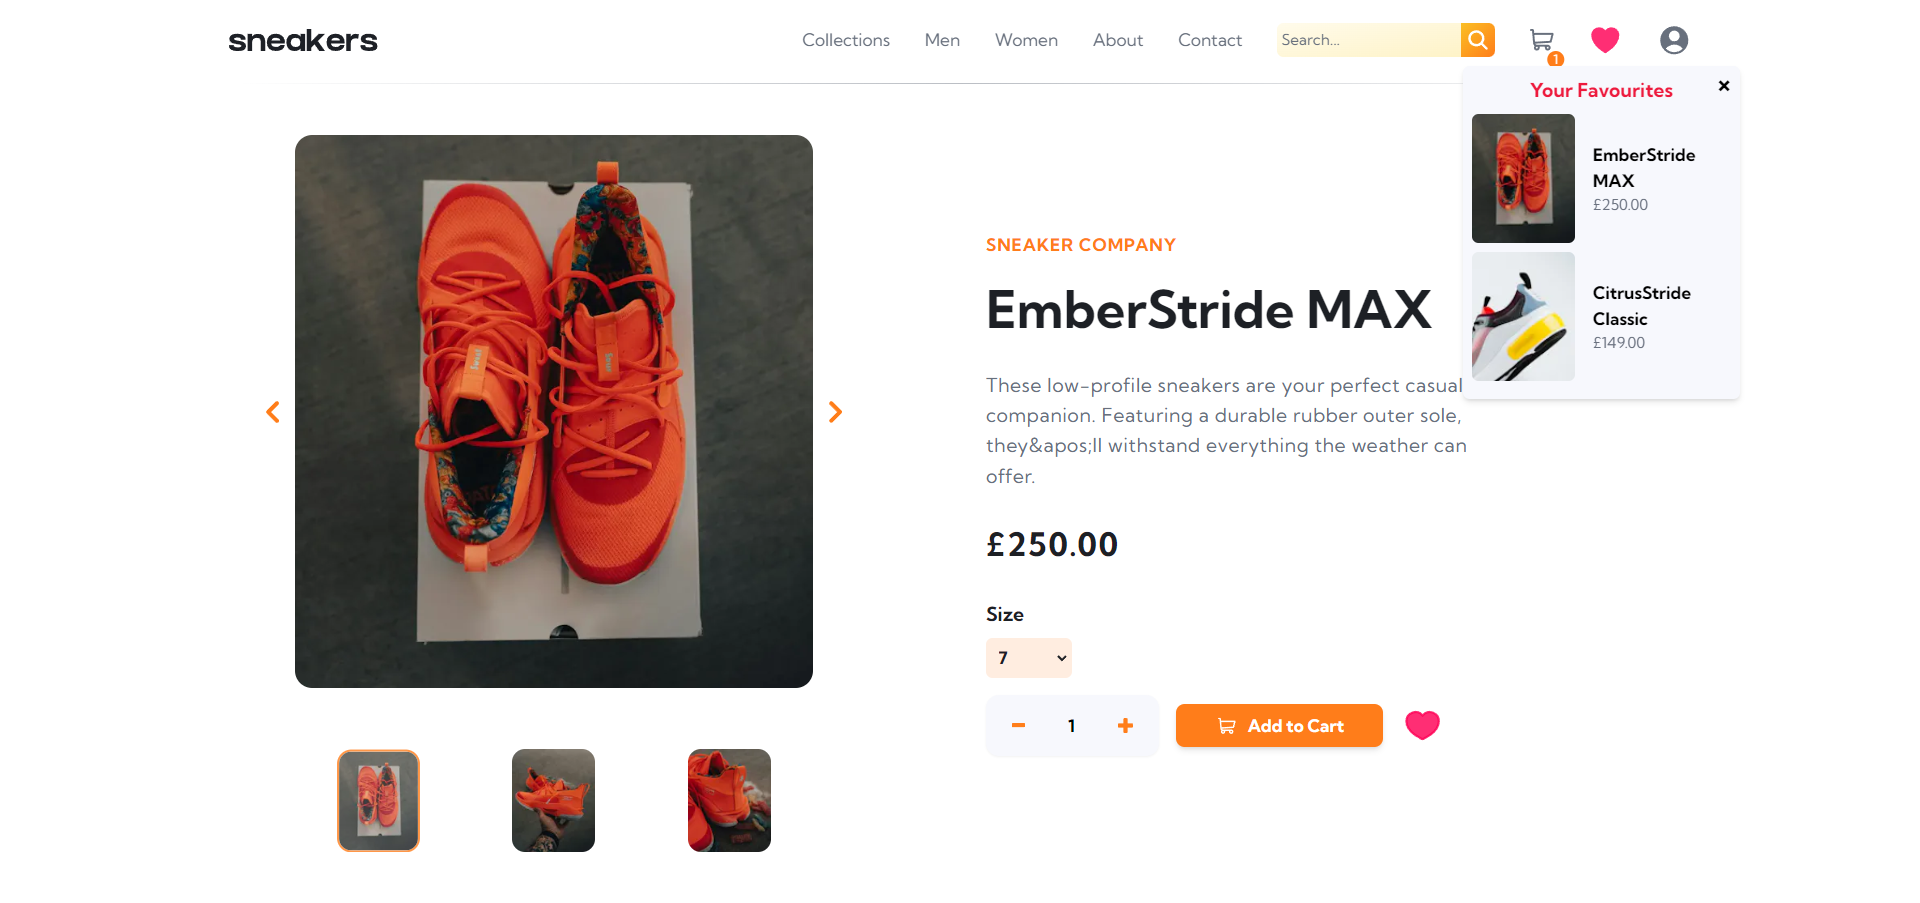 sneakers
Collections
Men
Women
About
Contact
Search...
1
Your Favourites
×
EmberStride
MAX
£250.00
CitrusStride
Classic
£149.00
SNEAKER COMPANY
EmberStride MAX
These low-profile sneakers are your perfect casual
companion. Featuring a durable rubber outer sole,
they&apos;ll withstand everything the weather can
offer.
£250.00
Size
7
1
Add to Cart